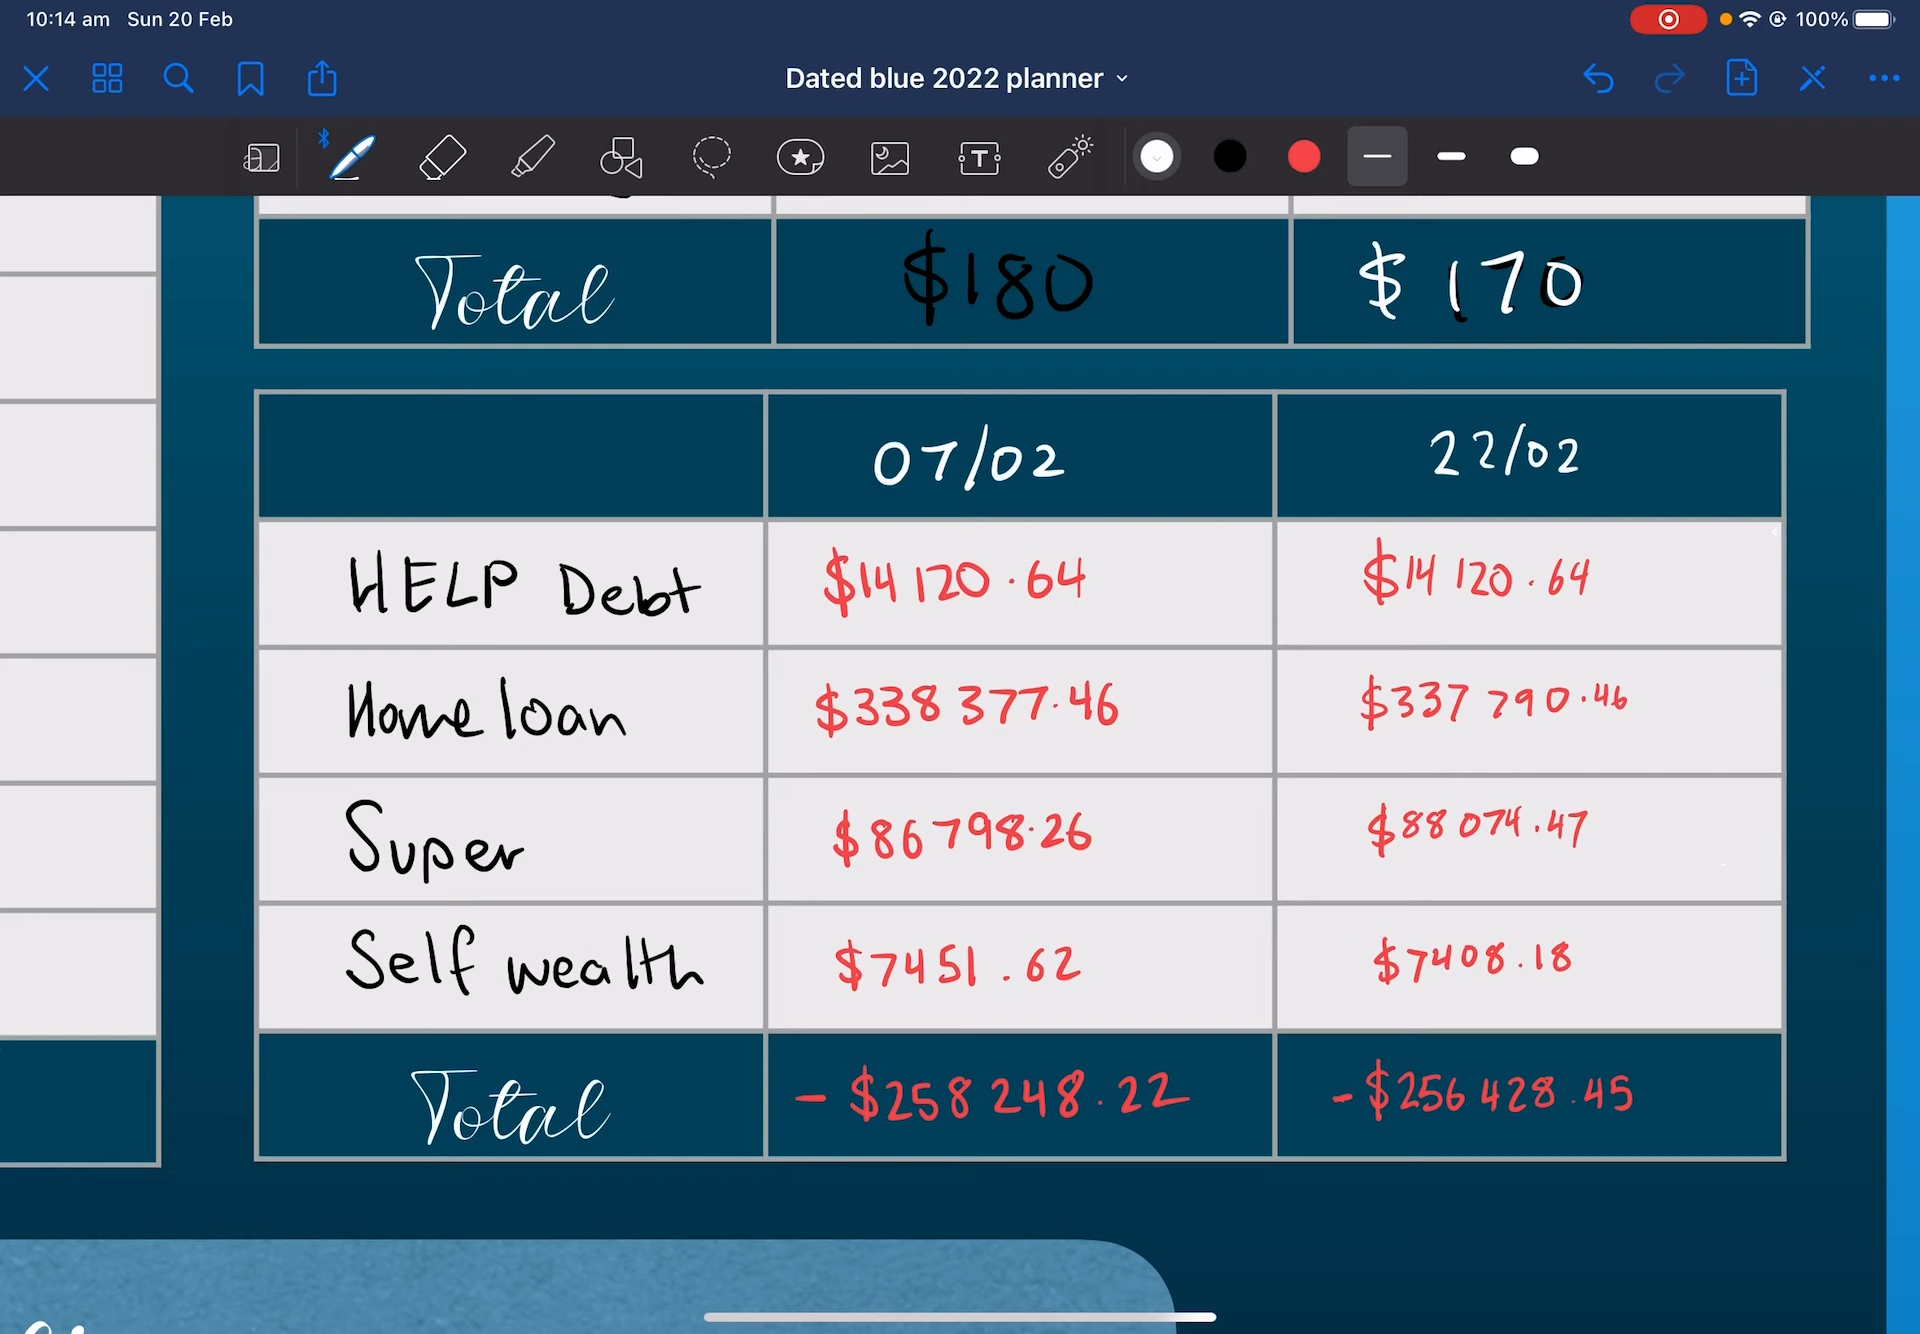 10:14 am Sun 20 Feb 100%
Dated blue 2022 planner
T
Total $180 $170
07/02 22/02
HELP Debt $14 120.64 $14 120.64
Home loan $338 377.46 $337 790.46
Super $86 798.26 $88 074.47
Self wealth $7451.62 $7408.18
Total - $258 248.22 - $256 428.45